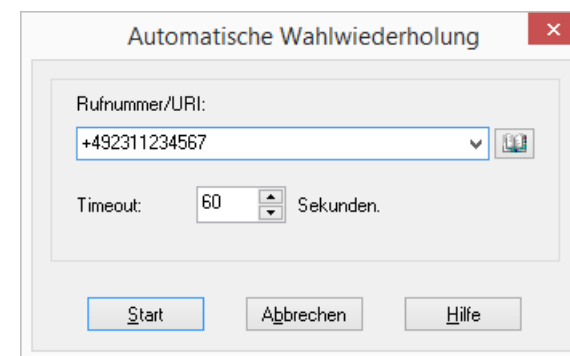 Automatische Wahlwiederholung
Rufnummer/URI:
+492311234567
Timeout: 60 Sekunden.
Start Abbrechen Hilfe